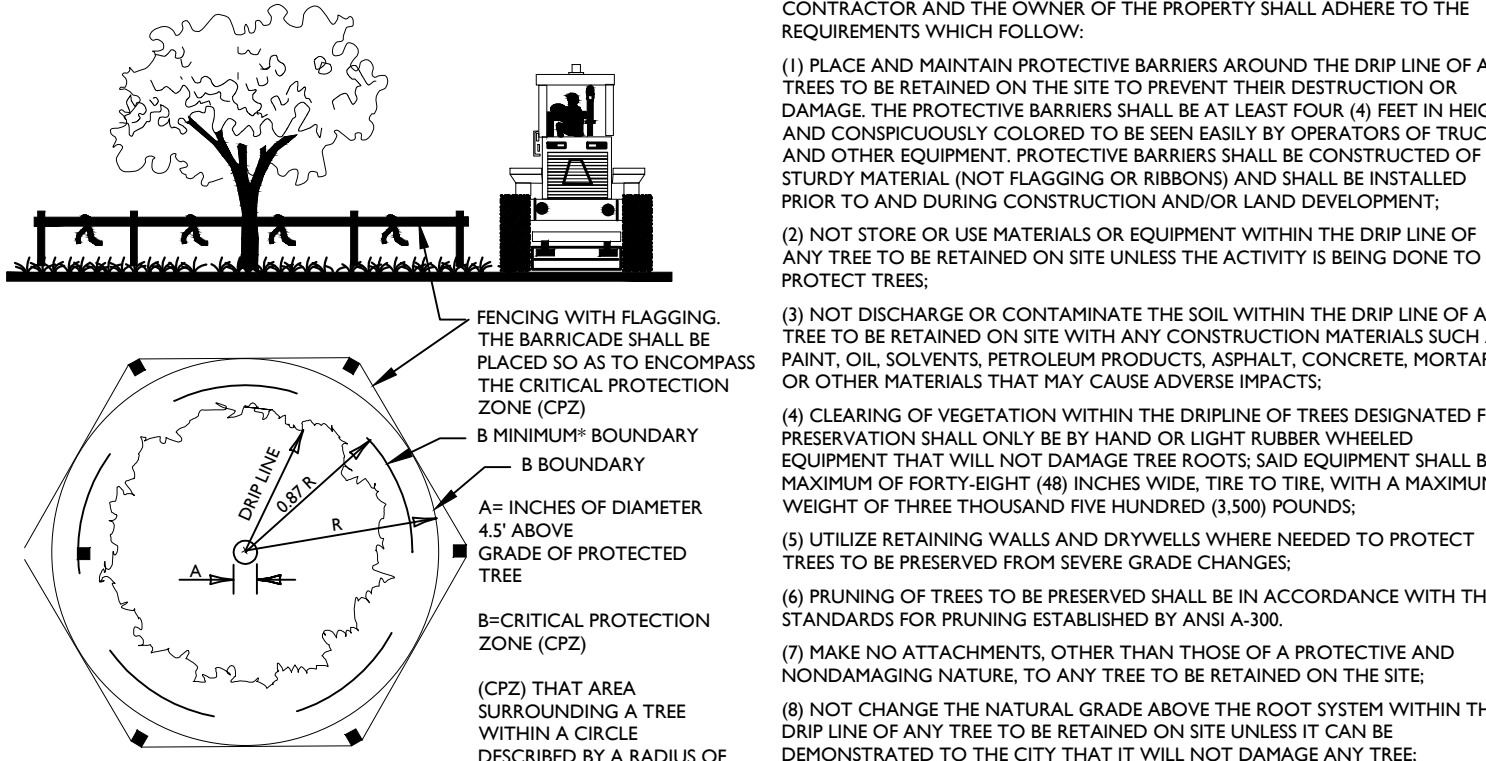 FENCING WITH FLAGGING.
THE BARRICADE SHALL BE
PLACED SO AS TO ENCOMPASS
THE CRITICAL PROTECTION
ZONE (CPZ)
B MINIMUM* BOUNDARY
B BOUNDARY
DRIP LINE
0.87 R
R
A
A= INCHES OF DIAMETER
4.5' ABOVE
GRADE OF PROTECTED
TREE
B=CRITICAL PROTECTION
ZONE (CPZ)
(CPZ) THAT AREA
SURROUNDING A TREE
WITHIN A CIRCLE
DESCRIBED BY A RADIUS OF
CONTRACTOR AND THE OWNER OF THE PROPERTY SHALL ADHERE TO THE
REQUIREMENTS WHICH FOLLOW:
(1) PLACE AND MAINTAIN PROTECTIVE BARRIERS AROUND THE DRIP LINE OF
TREES TO BE RETAINED ON THE SITE TO PREVENT THEIR DESTRUCTION OR
DAMAGE. THE PROTECTIVE BARRIERS SHALL BE AT LEAST FOUR (4) FEET IN
AND CONSPICUOUSLY COLORED TO BE SEEN EASILY BY OPERATORS OF
AND OTHER EQUIPMENT. PROTECTIVE BARRIERS SHALL BE CONSTRUCTED OF
STURDY MATERIAL (NOT FLAGGING OR RIBBONS) AND SHALL BE INSTALLED
PRIOR TO AND DURING CONSTRUCTION AND/OR LAND DEVELOPMENT;
(2) NOT STORE OR USE MATERIALS OR EQUIPMENT WITHIN THE DRIP LINE OF
ANY TREE TO BE RETAINED ON SITE UNLESS THE ACTIVITY IS BEING DONE TO
PROTECT TREES;
(3) NOT DISCHARGE OR CONTAMINATE THE SOIL WITHIN THE DRIP LINE OF
TREE TO BE RETAINED ON SITE WITH ANY CONSTRUCTION MATERIALS SUCH
PAINT, OIL, SOLVENTS, PETROLEUM PRODUCTS, ASPHALT, CONCRETE,
OR OTHER MATERIALS THAT MAY CAUSE ADVERSE IMPACTS;
(4) CLEARING OF VEGETATION WITHIN THE DRIPLINE OF TREES DESIGNATED
PRESERVATION SHALL ONLY BE BY HAND OR LIGHT RUBBER WHEELED
EQUIPMENT THAT WILL NOT DAMAGE TREE ROOTS; SAID EQUIPMENT SHALL
MAXIMUM OF FORTY-EIGHT (48) INCHES WIDE, TIRE TO TIRE, WITH A MAXIMUM
WEIGHT OF THREE THOUSAND FIVE HUNDRED (3,500) POUNDS;
(5) UTILIZE RETAINING WALLS AND DRYWELLS WHERE NEEDED TO PROTECT
TREES TO BE PRESERVED FROM SEVERE GRADE CHANGES;
(6) PRUNING OF TREES TO BE PRESERVED SHALL BE IN ACCORDANCE WITH
STANDARDS FOR PRUNING ESTABLISHED BY ANSI A-300.
(7) MAKE NO ATTACHMENTS, OTHER THAN THOSE OF A PROTECTIVE AND
NONDAMAGING NATURE, TO ANY TREE TO BE RETAINED ON THE SITE;
(8) NOT CHANGE THE NATURAL GRADE ABOVE THE ROOT SYSTEM WITHIN
DRIP LINE OF ANY TREE TO BE RETAINED ON SITE UNLESS IT CAN BE
DEMONSTRATED TO THE CITY THAT IT WILL NOT DAMAGE ANY TREE;